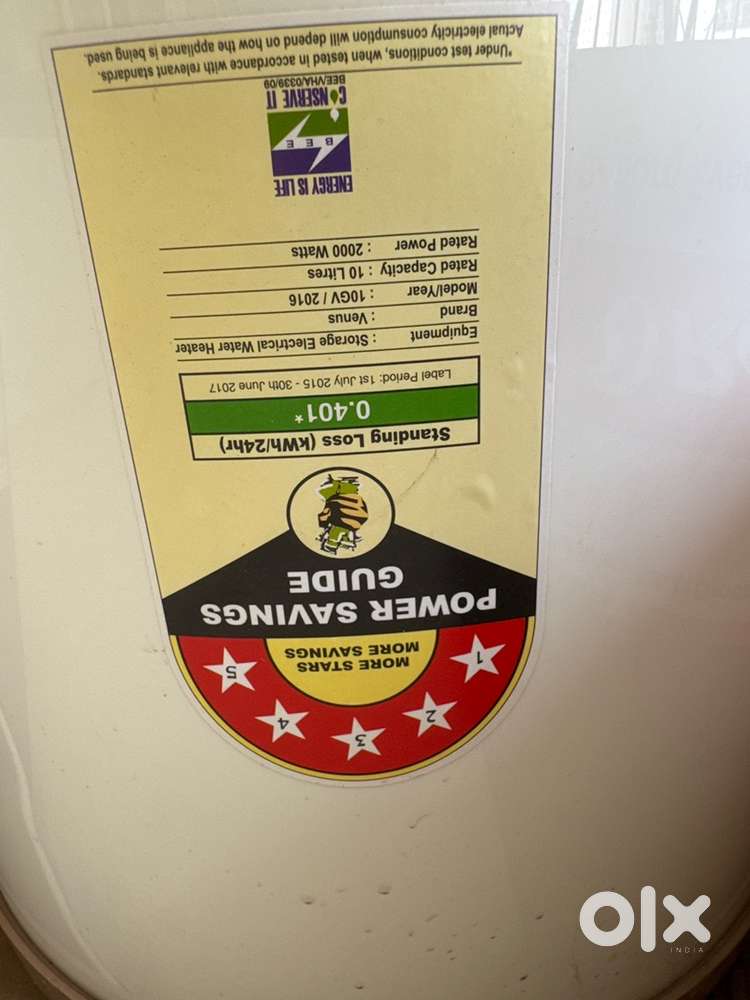 1
2
3
4
5
MORE STARS
MORE SAVINGS
POWER SAVINGS
GUIDE
Standing Loss (kWh/24hr)
0.401*
Label Period: 1st July 2015 - 30th June 2017
Equipment : Storage Electrical Water Heater
Brand : Venus
Model/Year : 10GV / 2016
Rated Capacity : 10 Litres
Rated Power : 2000 Watts
ENERGY IS LIFE
BEE
CONSERVE IT
BEE/VHA/0339/09
*Under test conditions, when tested in accordance with relevant standards.
Actual electricity consumption will depend on how the appliance is being used.
olx
INDIA